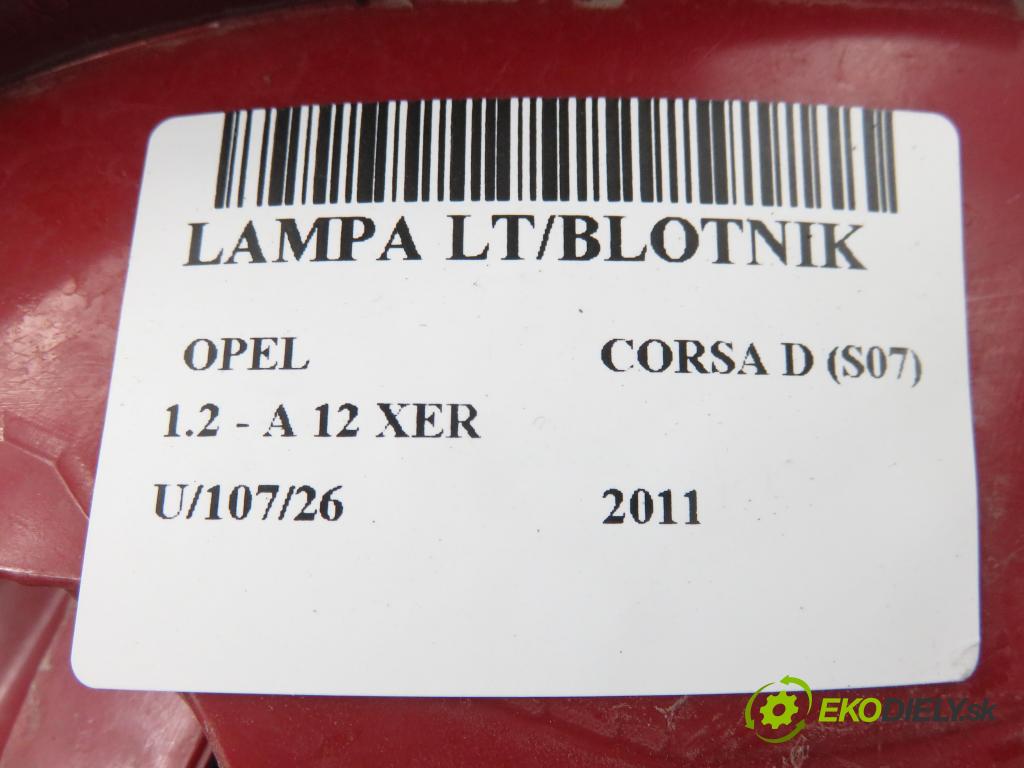 LAMPA LT/BLOTNIK
OPEL CORSA D (S07)
1.2 - A 12 XER
U/107/26 2011
EKODIELY.sk